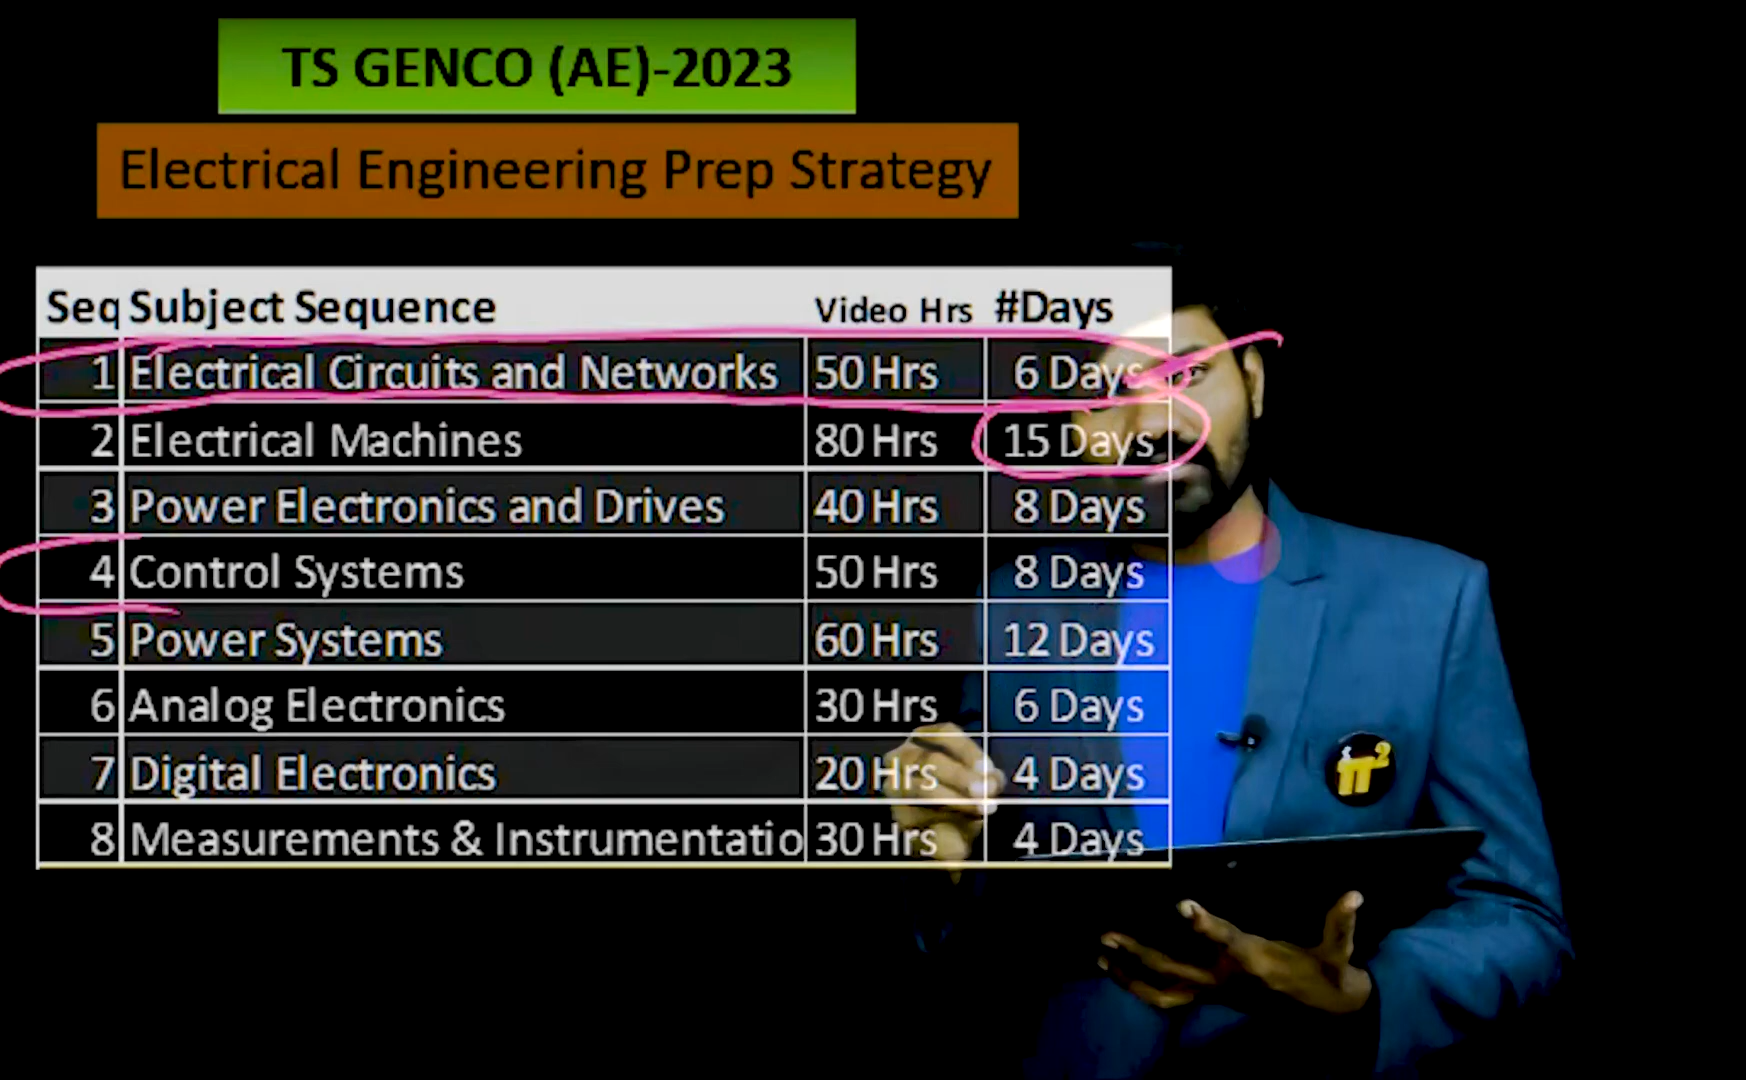 TS GENCO (AE)-2023
Electrical Engineering Prep Strategy
Seq Subject Sequence Video Hrs #Days
1 Electrical Circuits and Networks 50 Hrs 6 Days
2 Electrical Machines 80 Hrs 15 Days
3 Power Electronics and Drives 40 Hrs 8 Days
4 Control Systems 50 Hrs 8 Days
5 Power Systems 60 Hrs 12 Days
6 Analog Electronics 30 Hrs 6 Days
7 Digital Electronics 20 Hrs 4 Days
8 Measurements & Instrumentatio 30 Hrs 4 Days